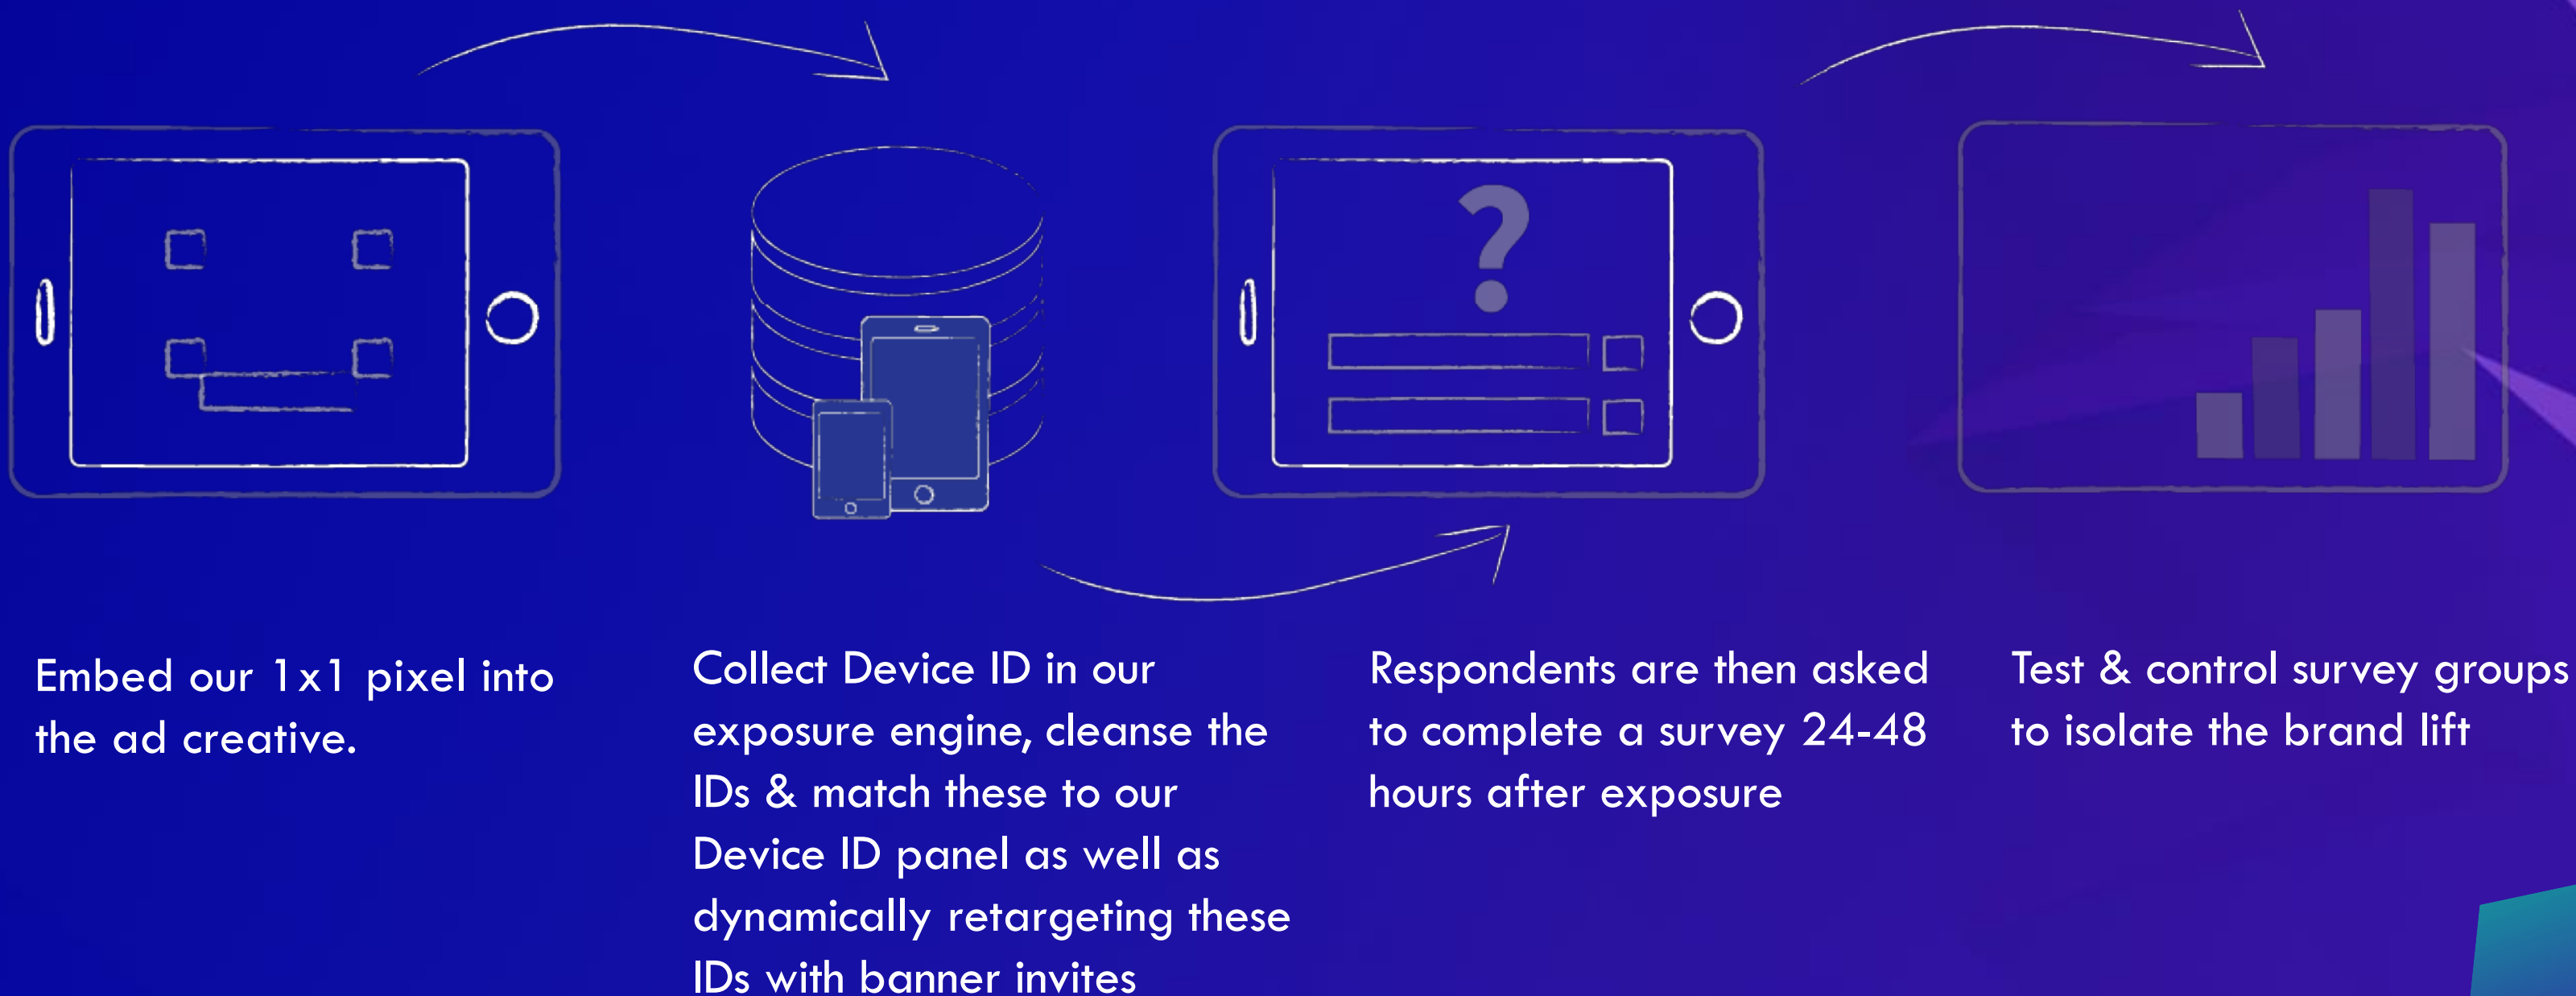 ?
Embed our 1x1 pixel into
the ad creative.
Collect Device ID in our
exposure engine, cleanse the
IDs & match these to our
Device ID panel as well as
dynamically retargeting these
IDs with banner invites
Respondents are then asked
to complete a survey 24-48
hours after exposure
Test & control survey groups
to isolate the brand lift